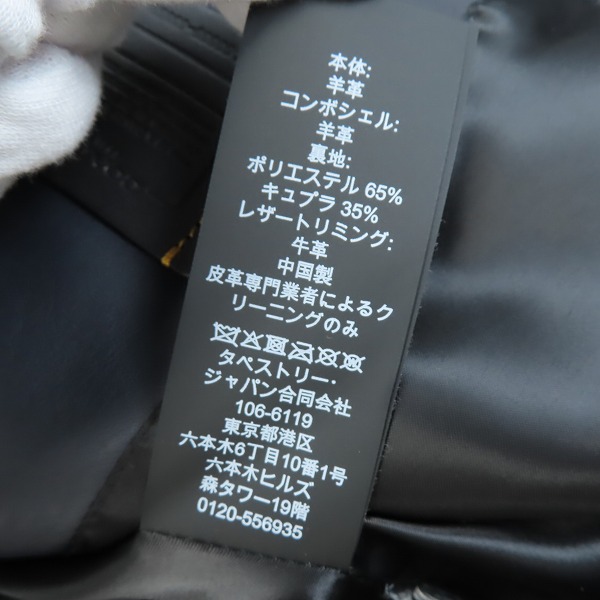 本体:
羊革
コンポシェル:
羊革
裏地:
ポリエステル 65%
キュプラ 35%
レザートリミング:
牛革
中国製
皮革専門業者によるク
リーニングのみ
タペストリー・
ジャパン合同会社
106-6119
東京都港区
六本木6丁目10番1号
六本木ヒルズ
森タワー19階
0120-556935